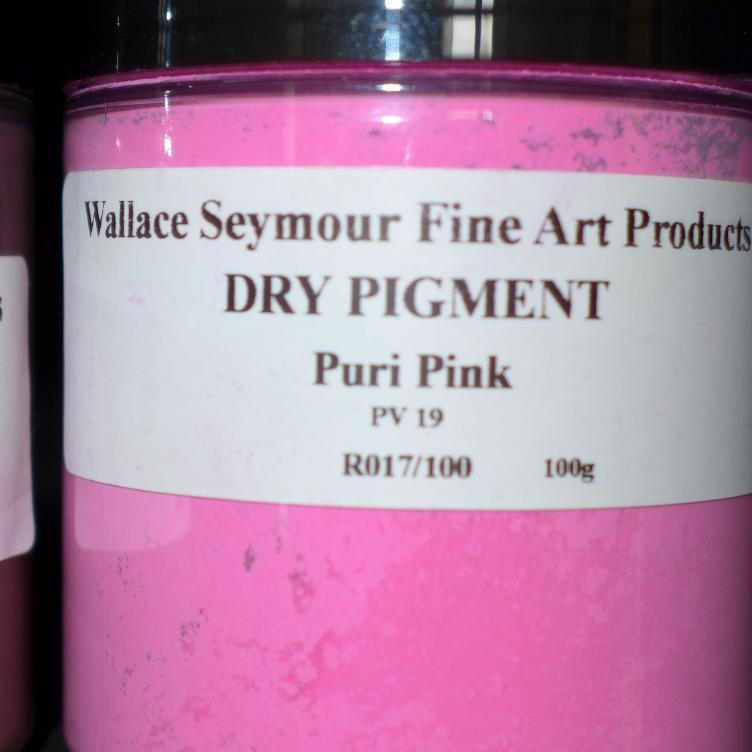 Wallace Seymour Fine Art Products
DRY PIGMENT
Puri Pink
PV 19
R017/100 100g